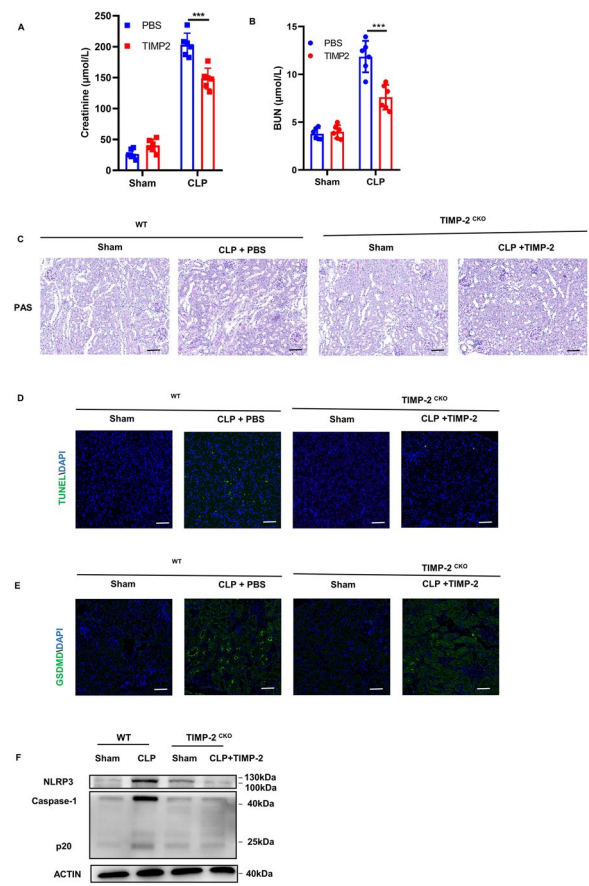 A
PBS
TIMP2
***
Creatinine (μmol/L)
250
200
150
100
50
0
Sham
CLP
B
PBS
TIMP2
***
BUN (μmol/L)
15
10
5
0
Sham
CLP
WT
TIMP-2 CKO
C
Sham
CLP + PBS
Sham
CLP +TIMP-2
PAS
D
WT
TIMP-2 CKO
Sham
CLP + PBS
Sham
CLP +TIMP-2
TUNEL\DAPI
WT
TIMP-2 CKO
E
Sham
CLP + PBS
Sham
CLP +TIMP-2
GSDMD\DAPI
WT
TIMP-2 CKO
F
Sham
CLP
Sham
CLP+TIMP-2
NLRP3
130kDa
100kDa
Caspase-1
40kDa
p20
25kDa
ACTIN
40kDa